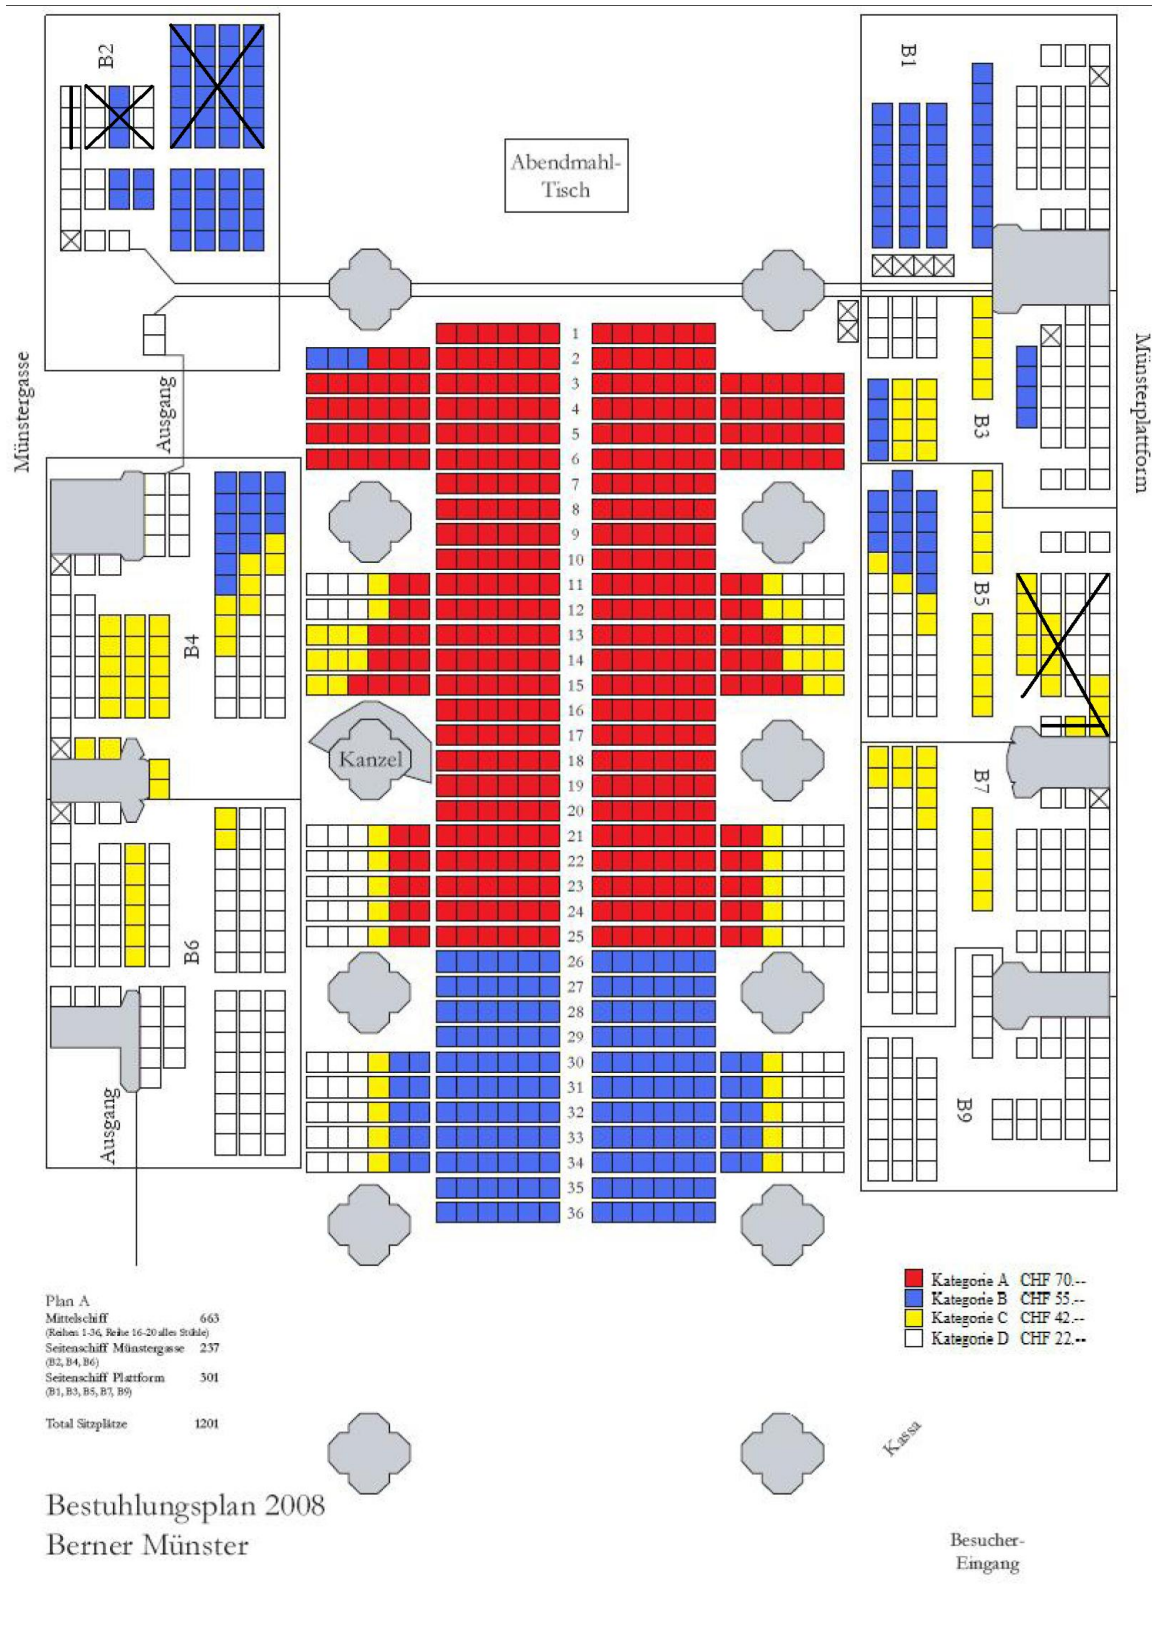 B2
B1
Abendmahl-
Tisch
Münstergasse
Ausgang
Münsterplattform
B3
B4
B5
B6
B7
B9
Ausgang
Kanzel
1
2
3
4
5
6
7
8
9
10
11
12
13
14
15
16
17
18
19
20
21
22
23
24
25
26
27
28
29
30
31
32
33
34
35
36
Kategorie A CHF 70.--
Kategorie B CHF 55.--
Kategorie C CHF 42.--
Kategorie D CHF 22.--
Plan A
Mittelschiff 663
(Reihen 1-36, Reihe 16-20 alles Stühle)
Seitenschiff Münstergasse 237
(B2, B4, B6)
Seitenschiff Plattform 301
(B1, B3, B5, B7, B9)
Total Sitzplätze 1201
Kassa
Bestuhlungsplan 2008
Berner Münster
Besucher-
Eingang